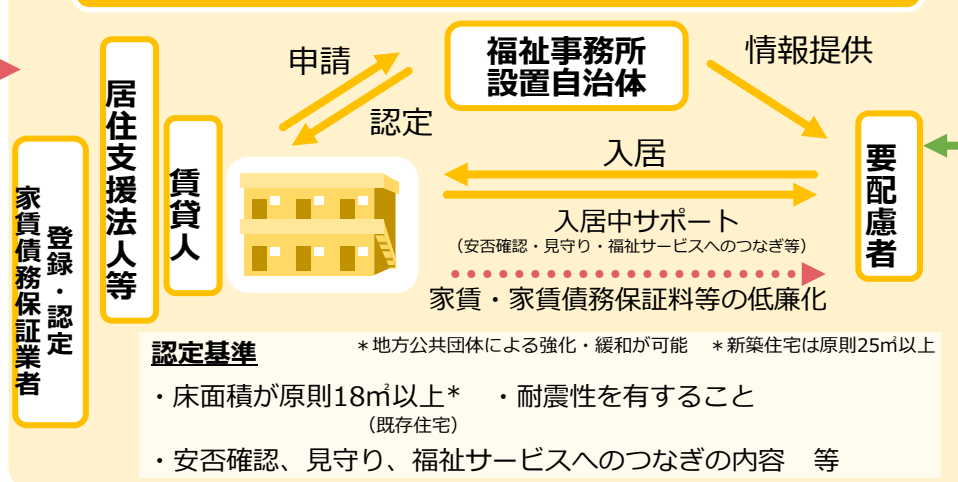 申請
認定
福祉事務所
設置自治体
情報提供
居住支援法人等
賃貸人
登録・認定
家賃債務保証業者
要配慮者
入居
入居中サポート
（安否確認・見守り・福祉サービスへのつなぎ等）
家賃・家賃債務保証料等の低廉化
認定基準
＊地方公共団体による強化・緩和が可能　＊新築住宅は原則25㎡以上
・床面積が原則18㎡以上*　・耐震性を有すること
（既存住宅）
・安否確認、見守り、福祉サービスへのつなぎの内容　等